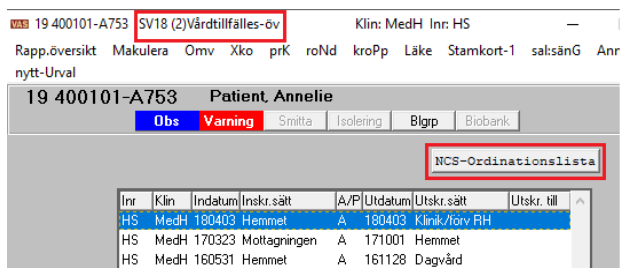 VAS 19 400101-A753 SV18 (2)Vårdtillfälles-öv Klin: MedH Inr: HS
Rapp.översikt Makulera Omv Xko prK roNd kroPp Läke Stamkort-1 sal:sänG Anr
nytt-Urval
19 400101-A753 Patient, Annelie
Obs Varning Smitta Isolering Blgrp Biobank
NCS-Ordinationslista
Inr Klin Indatum Inskr.sätt A/P Utdatum Utskr.sätt Utskr. till
HS MedH 180403 Hemmet A 180403 Klinik/förv RH
HS MedH 170323 Mottagningen A 171001 Hemmet
HS MedH 160531 Hemmet A 161128 Dagvård